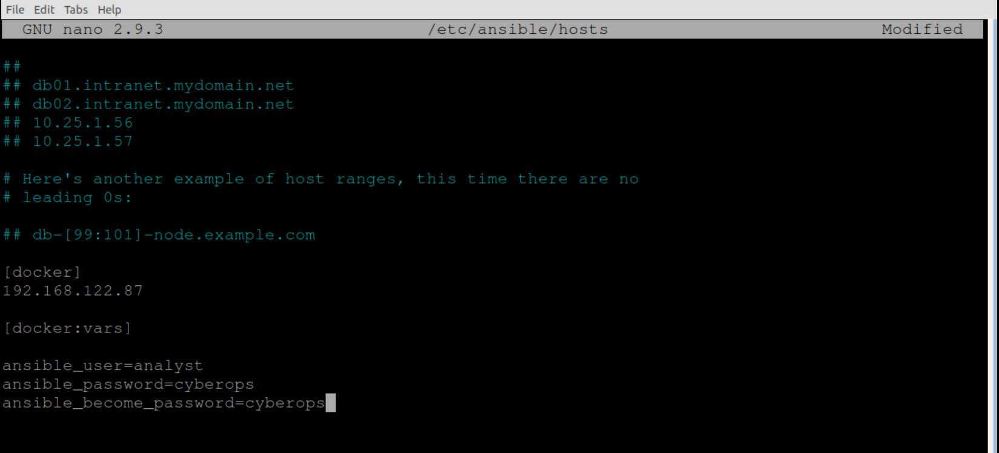 File Edit Tabs Help
GNU nano 2.9.3 /etc/ansible/hosts Modified
##
## db01.intranet.mydomain.net
## db02.intranet.mydomain.net
## 10.25.1.56
## 10.25.1.57
# Here's another example of host ranges, this time there are no
# leading 0s:
## db-[99:101]-node.example.com
[docker]
192.168.122.87
[docker:vars]
ansible_user=analyst
ansible_password=cyberops
ansible_become_password=cyberops